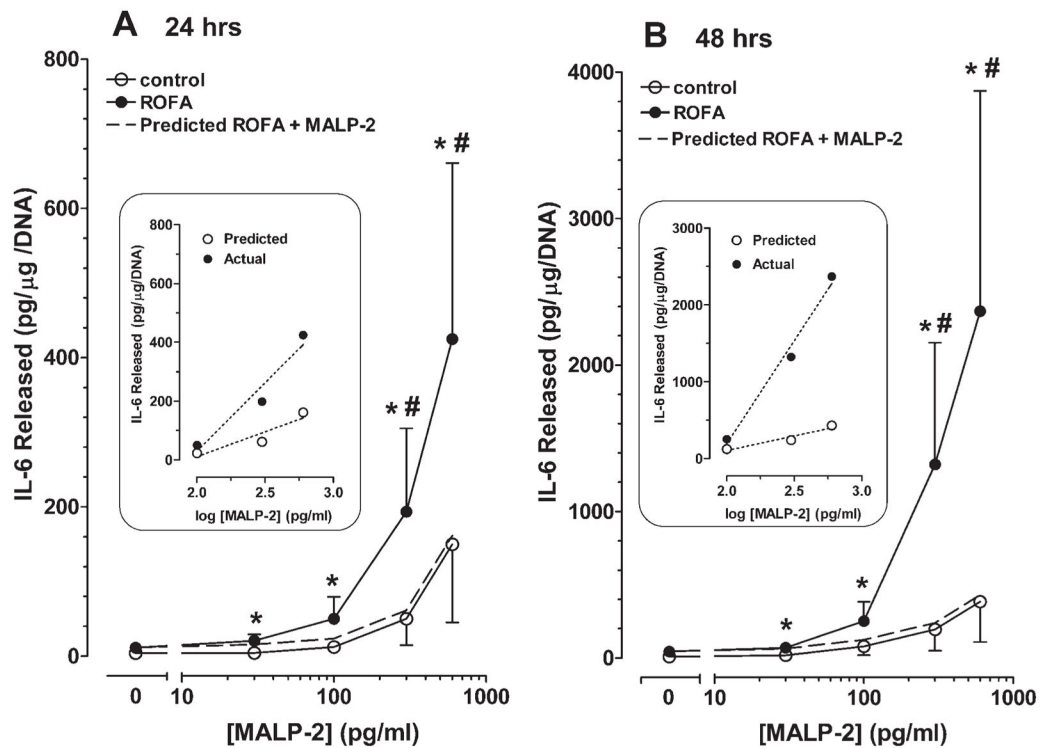 A 24 hrs
800
600
400
200
0
IL-6 Released (pg/µg /DNA)
control
ROFA
Predicted ROFA + MALP-2
* #
* #
*
*
800
600
400
200
0
IL-6 Released (pg/µg/DNA)
Predicted
Actual
2.0 2.5 3.0
log [MALP-2] (pg/ml)
0 10 100 1000
[MALP-2] (pg/ml)
B 48 hrs
4000
3000
2000
1000
0
IL-6 Released (pg/µg/DNA)
control
ROFA
Predicted ROFA + MALP-2
* #
* #
*
*
3000
2000
1000
0
IL-6 Released (pg/µg/DNA)
Predicted
Actual
2.0 2.5 3.0
log [MALP-2] (pg/ml)
0 10 100 1000
[MALP-2] (pg/ml)